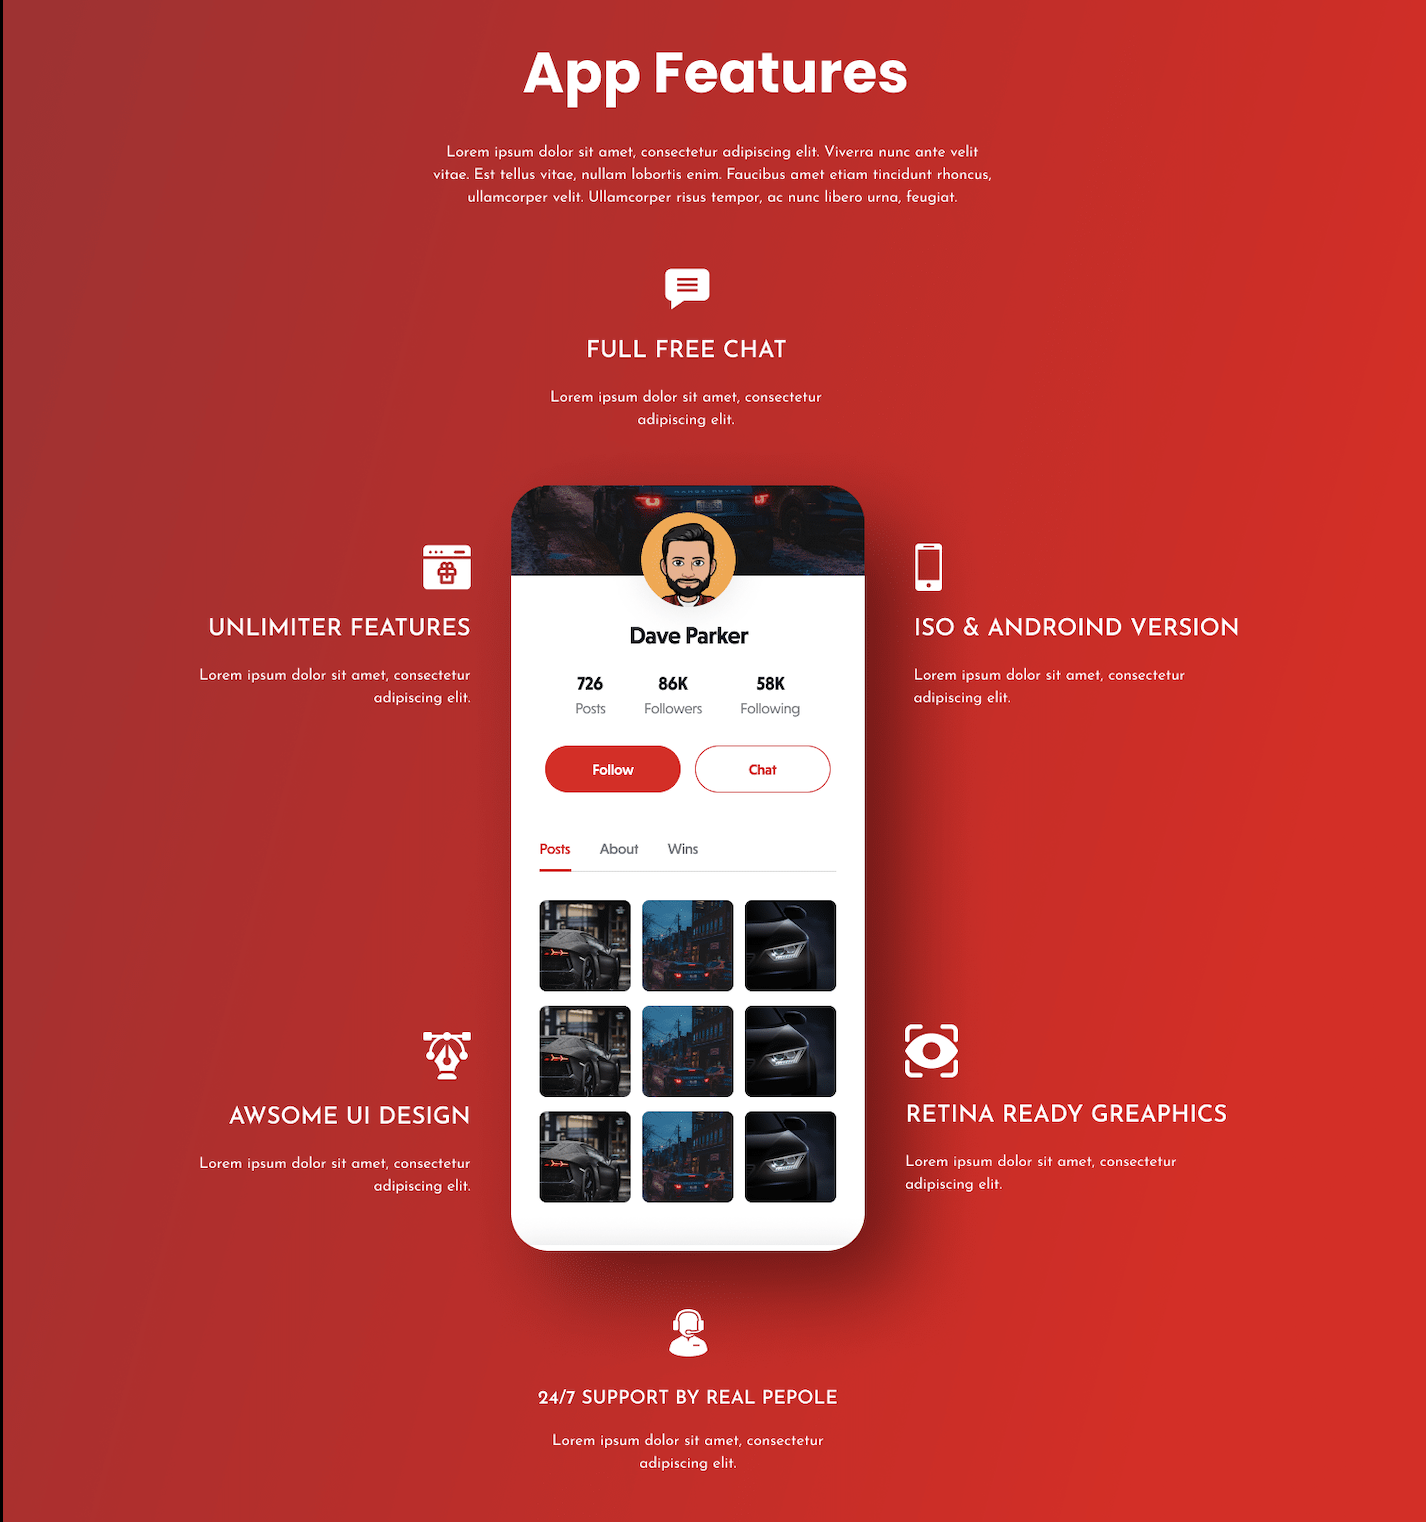 App Features
Lorem ipsum dolor sit amet, consectetur adipiscing elit. Viverra nunc ante velit
vitae. Est tellus vitae, nullam lobortis enim. Faucibus amet etiam tincidunt rhoncus,
ullamcorper velit. Ullamcorper risus tempor, ac nunc libero urna, feugiat.
FULL FREE CHAT
Lorem ipsum dolor sit amet, consectetur
adipiscing elit.
UNLIMITER FEATURES
Lorem ipsum dolor sit amet, consectetur
adipiscing elit.
ISO & ANDROIND VERSION
Lorem ipsum dolor sit amet, consectetur
adipiscing elit.
Dave Parker
726 86K 58K
Posts Followers Following
Follow Chat
Posts About Wins
AWSOME UI DESIGN
Lorem ipsum dolor sit amet, consectetur
adipiscing elit.
RETINA READY GREAPHICS
Lorem ipsum dolor sit amet, consectetur
adipiscing elit.
24/7 SUPPORT BY REAL PEPOLE
Lorem ipsum dolor sit amet, consectetur
adipiscing elit.